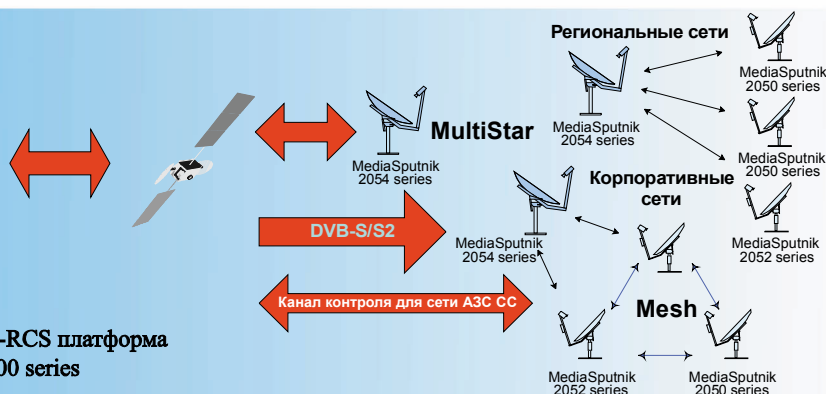 Региональные сети
MediaSputnik
2050 series
MultiStar
MediaSputnik
2054 series
MediaSputnik
2054 series
MediaSputnik
2050 series
Корпоративные
сети
DVB-S/S2
MediaSputnik
2054 series
MediaSputnik
2052 series
Канал контроля для сети АЗС СС
Mesh
-RCS платформа
00 series
MediaSputnik
2052 series
MediaSputnik
2050 series